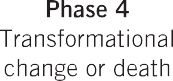 Phase 4
Transformational
change or death